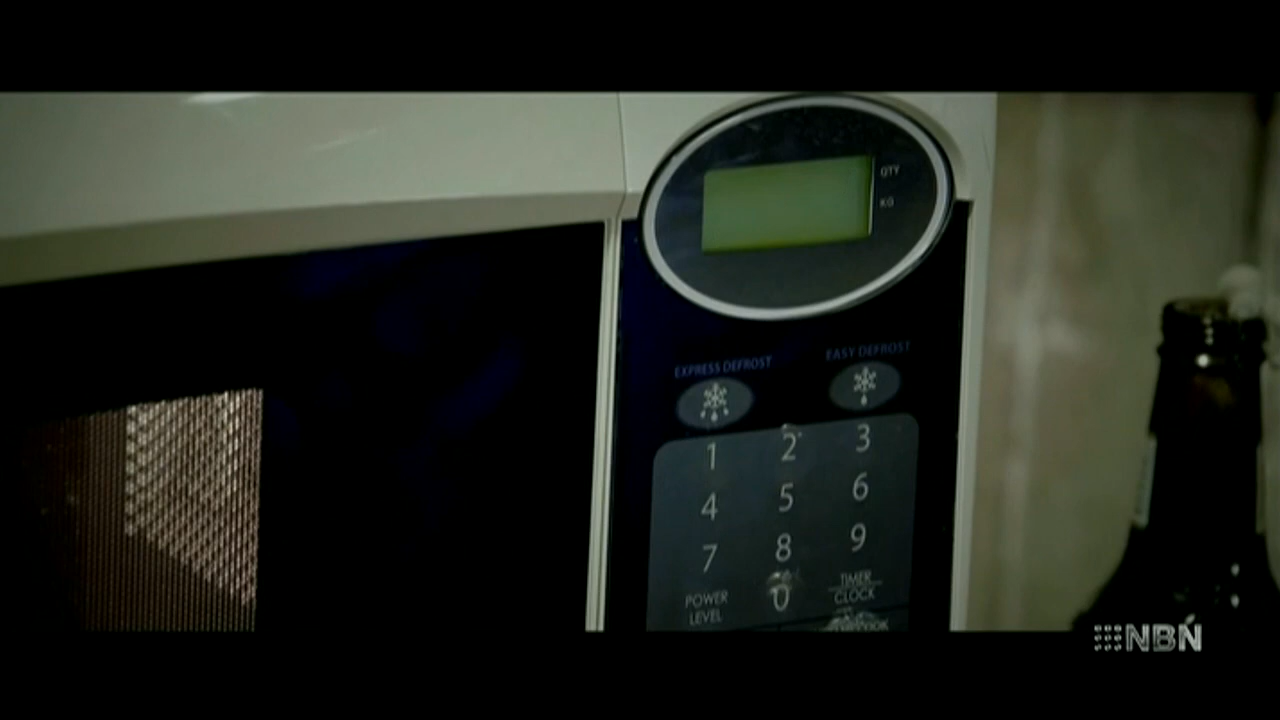 QTY
KG
EXPRESS DEFROST
EASY DEFROST
1 2 3
4 5 6
7 8 9
POWER LEVEL
0
TIMER
CLOCK
NBN